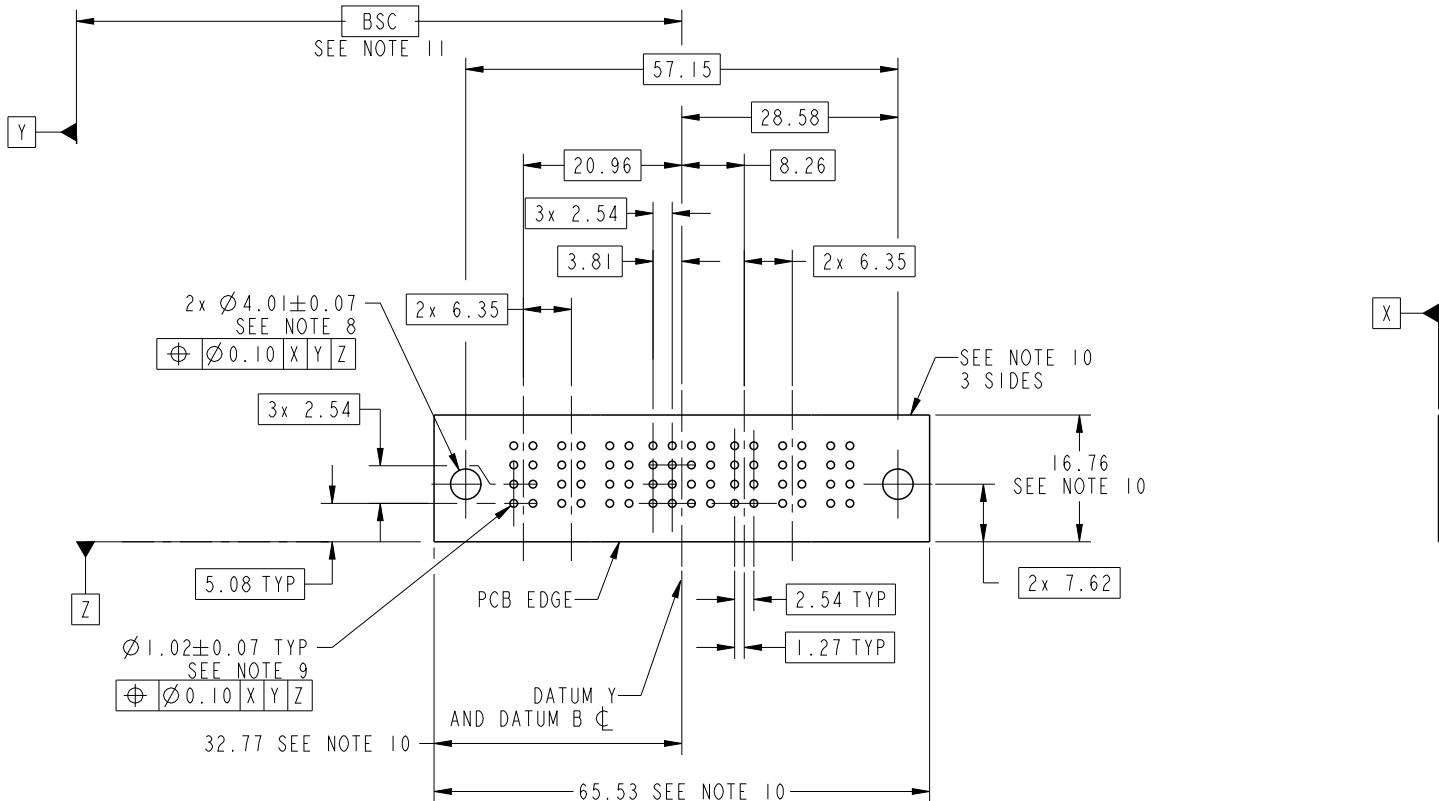 BSC
SEE NOTE 11
57.15
Y
28.58
20.96
8.26
3x 2.54
3.81
2x 6.35
2x 6.35
2x Ø4.01±0.07
SEE NOTE 8
⌖ Ø0.10 X Y Z
X
SEE NOTE 10
3 SIDES
3x 2.54
16.76
SEE NOTE 10
5.08 TYP
Z
PCB EDGE
2.54 TYP
2x 7.62
1.27 TYP
Ø1.02±0.07 TYP
SEE NOTE 9
⌖ Ø0.10 X Y Z
DATUM Y
AND DATUM B ℄
32.77 SEE NOTE 10
65.53 SEE NOTE 10